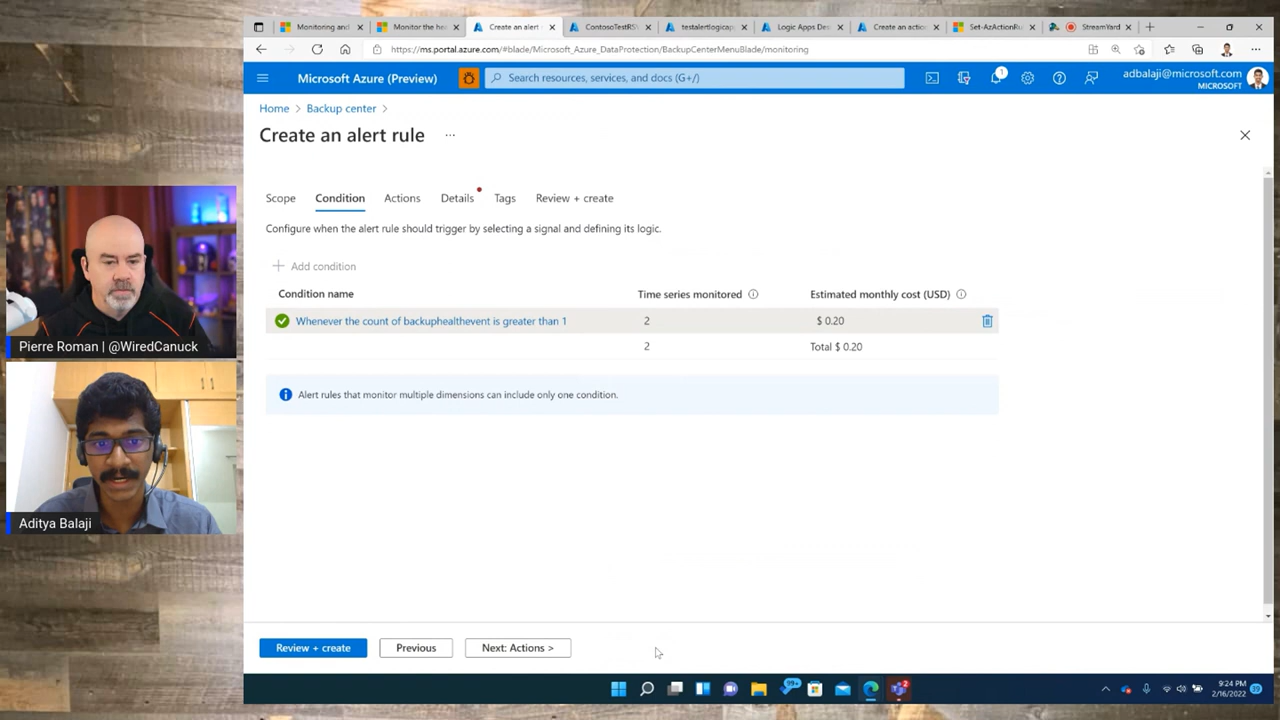 Monitoring and
Monitor the he
Create an alert
ContosoTestRSV
testalertlogicap
Logic Apps Des
Create an action
Set-AzActionRu
StreamYard
https://ms.portal.azure.com/#blade/Microsoft_Azure_DataProtection/BackupCenterMenuBlade/monitoring
Microsoft Azure (Preview)
Search resources, services, and docs (G+/)
1
adbalaji@microsoft.com
MICROSOFT
Home > Backup center >
Create an alert rule ...
Scope
Condition
Actions
Details
Tags
Review + create
Configure when the alert rule should trigger by selecting a signal and defining its logic.
+ Add condition
Condition name
Time series monitored
Estimated monthly cost (USD)
Whenever the count of backuphealthevent is greater than 1
2
$ 0.20
2
Total $ 0.20
Alert rules that monitor multiple dimensions can include only one condition.
Review + create
Previous
Next: Actions >
Pierre Roman | @WiredCanuck
Aditya Balaji
99+
2
9:24 PM
2/16/2022